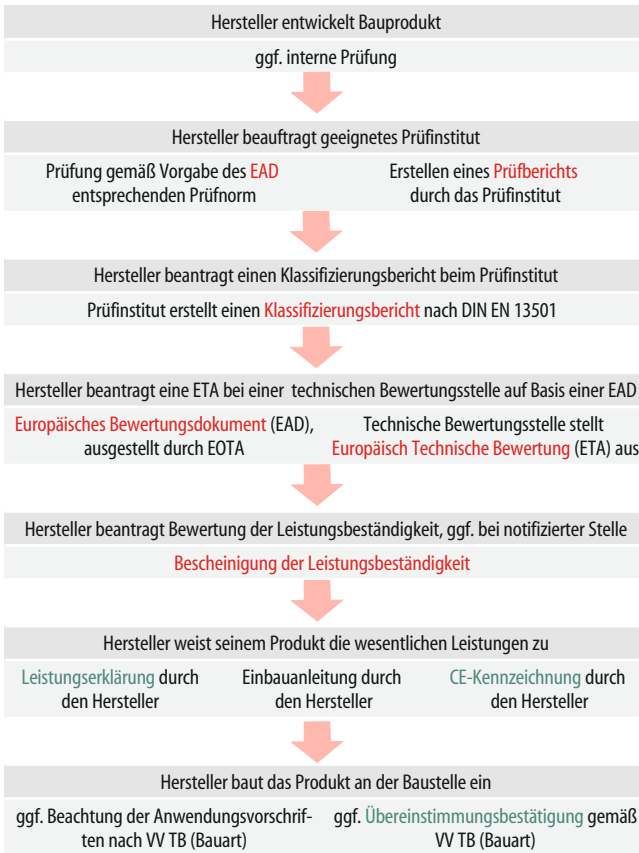 Hersteller entwickelt Bauprodukt
ggf. interne Prüfung
Hersteller beauftragt geeignetes Prüfinstitut
Prüfung gemäß Vorgabe des EAD
entsprechenden Prüfnorm
Erstellen eines Prüfberichts
durch das Prüfinstitut
Hersteller beantragt einen Klassifizierungsbericht beim Prüfinstitut
Prüfinstitut erstellt einen Klassifizierungsbericht nach DIN EN 13501
Hersteller beantragt eine ETA bei einer technischen Bewertungsstelle auf Basis einer EAD
Europäisches Bewertungsdokument (EAD),
ausgestellt durch EOTA
Technische Bewertungsstelle stellt
Europäisch Technische Bewertung (ETA) aus
Hersteller beantragt Bewertung der Leistungsbeständigkeit, ggf. bei notifizierter Stelle
Bescheinigung der Leistungsbeständigkeit
Hersteller weist seinem Produkt die wesentlichen Leistungen zu
Leistungserklärung durch
den Hersteller
Einbauanleitung durch
den Hersteller
CE-Kennzeichnung durch
den Hersteller
Hersteller baut das Produkt an der Baustelle ein
ggf. Beachtung der Anwendungsvorschrif-
ten nach VV TB (Bauart)
ggf. Übereinstimmungsbestätigung gemäß
VV TB (Bauart)